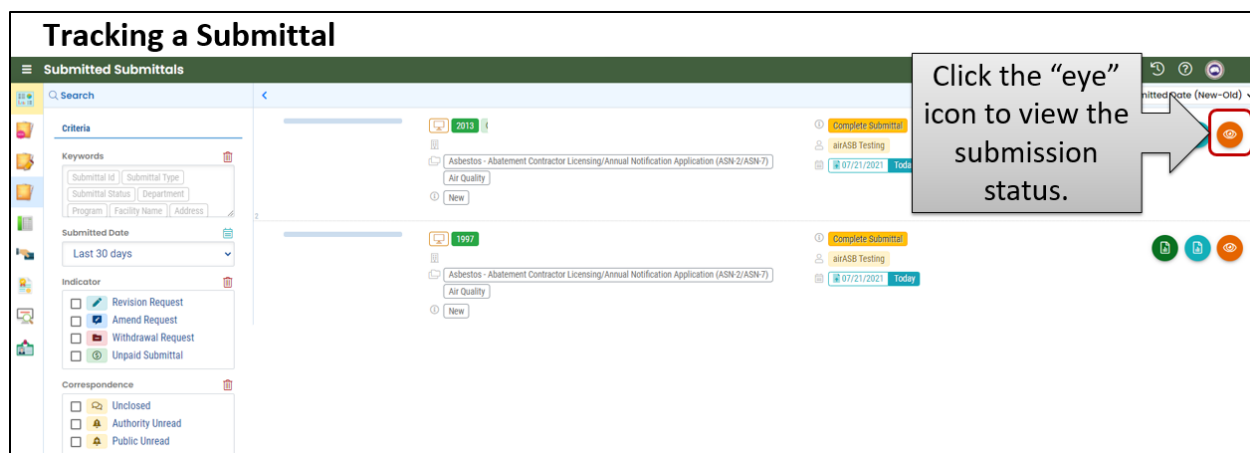 Tracking a Submittal
Submitted Submittals
Search
Criteria
Keywords
Submittal Id Submittal Type
Submittal Status Department
Program Facility Name Address
Submitted Date
Last 30 days
Indicator
Revision Request
Amend Request
Withdrawal Request
Unpaid Submittal
Correspondence
Unclosed
Authority Unread
Public Unread
2013
Asbestos - Abatement Contractor Licensing/Annual Notification Application (ASN-2/ASN-7)
Air Quality
New
Complete Submittal
airASB Testing
07/21/2021 Today
2
1997
Asbestos - Abatement Contractor Licensing/Annual Notification Application (ASN-2/ASN-7)
Air Quality
New
Complete Submittal
airASB Testing
07/21/2021 Today
Date (New-Old)
Click the “eye”
icon to view the
submission
status.